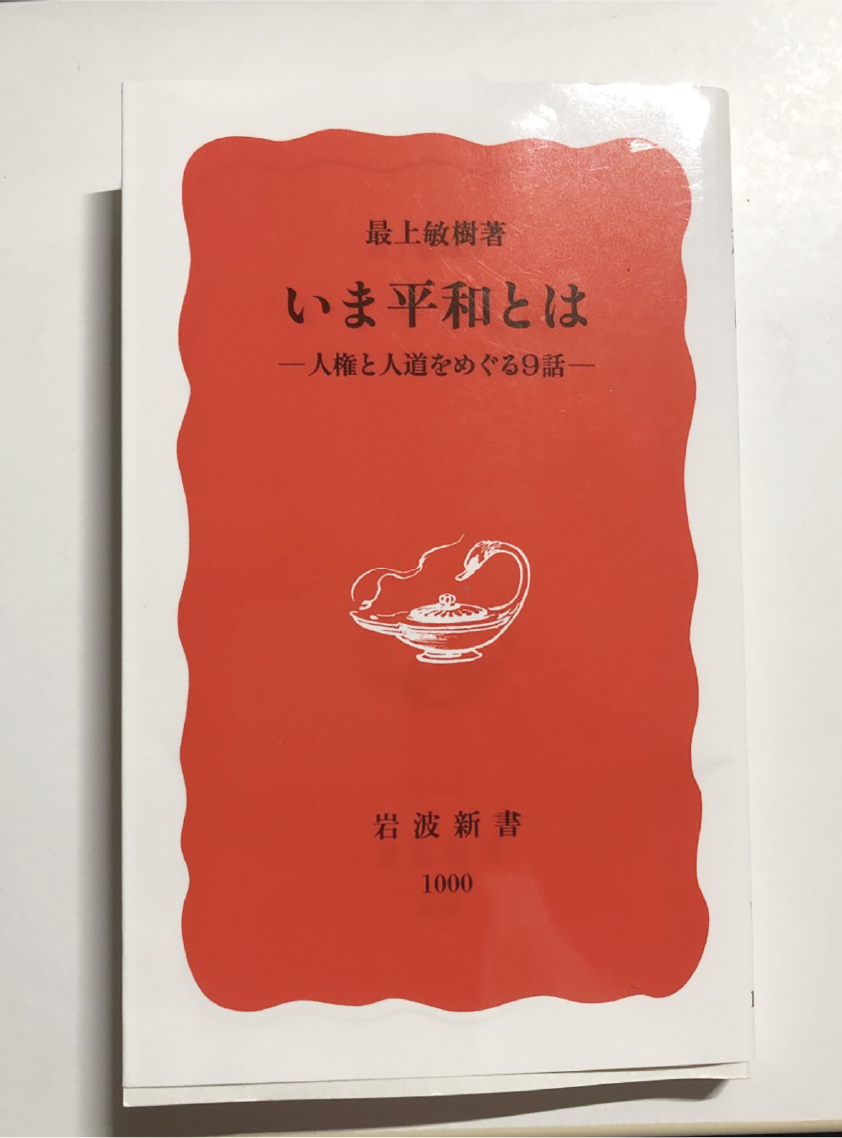 最上敏樹著
いま平和とは
―人権と人道をめぐる9話―
岩波新書
1000